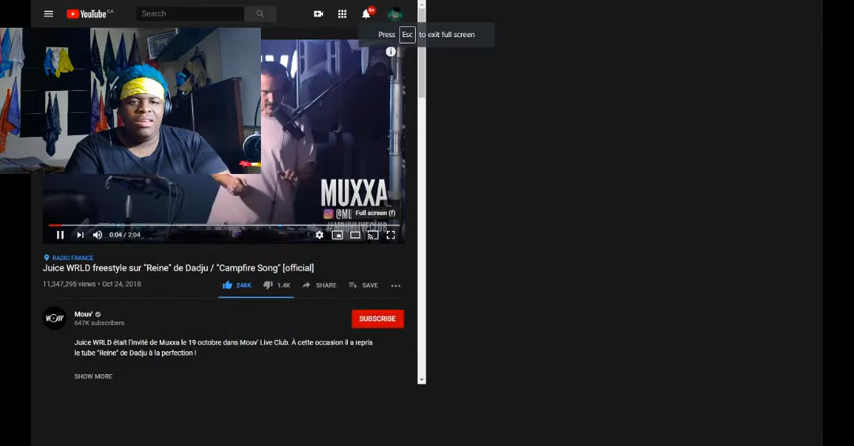 YouTube CA
Search
9+
Press Esc to exit full screen
MUXXA
Full screen (f)
0:04 / 2:04
RADIO FRANCE
Juice WRLD freestyle sur "Reine" de Dadju / "Campfire Song" [official]
11,347,295 views • Oct 24, 2018
246K
1.4K
SHARE
SAVE
Mouv'
647K subscribers
SUBSCRIBE
Juice WRLD était l'invité de Muxxa le 19 octobre dans Mouv' Live Club. À cette occasion il a repris
le tube "Reine" de Dadju à la perfection !
SHOW MORE